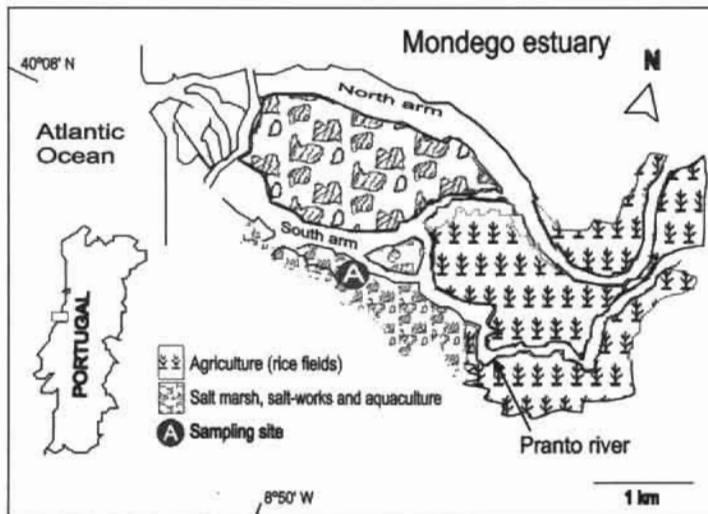 Mondego estuary
40°08' N
N
North arm
Atlantic
Ocean
South arm
A
PORTUGAL
Agriculture (rice fields)
Salt marsh, salt-works and aquaculture
A Sampling site
Pranto river
8°50' W
1 km